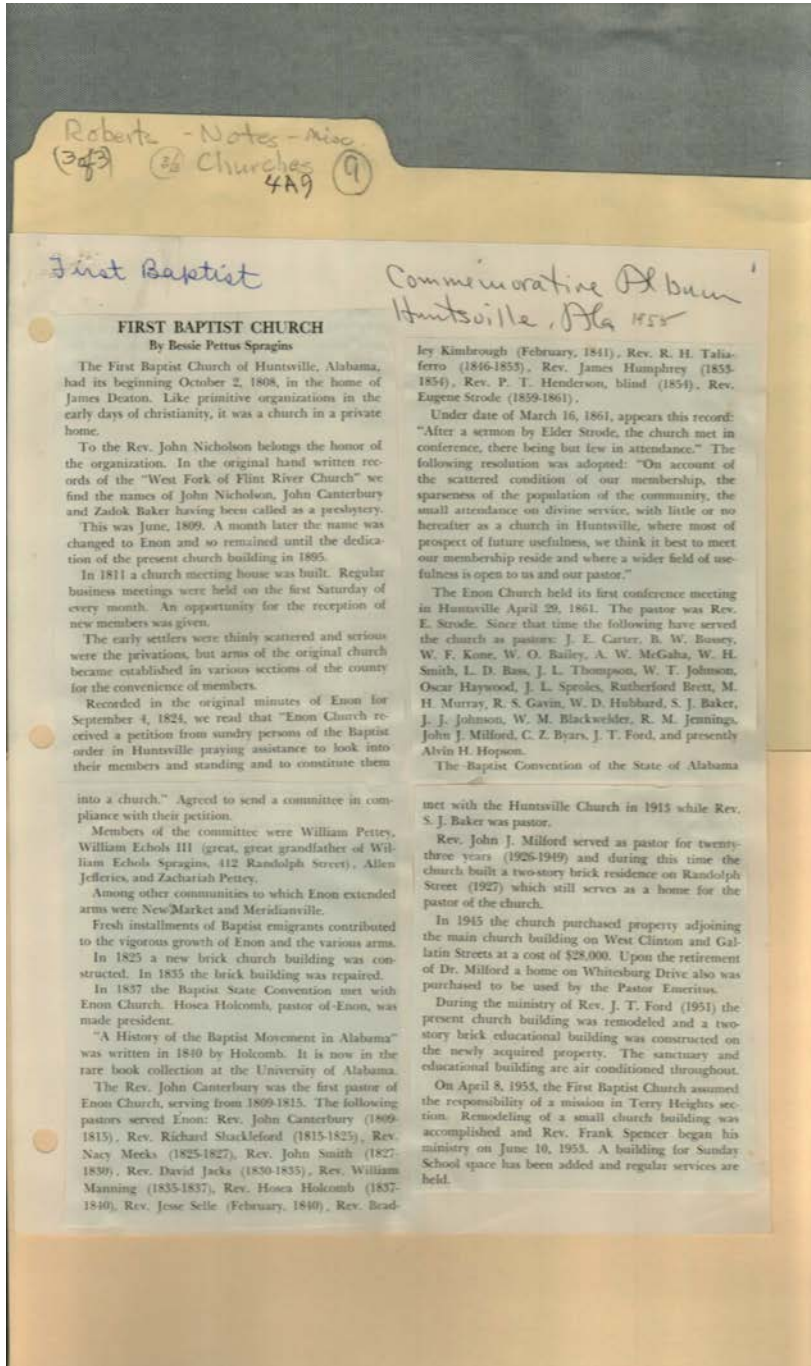 Roberts - Notes - Misc.
(3 of 3) (3/3) Churches
4A9 (9)
First Baptist
Commemorative Album
Huntsville, Ala 1955
FIRST BAPTIST CHURCH
By Bessie Pettus Spragins
The First Baptist Church of Huntsville, Alabama,
had its beginning October 2, 1808, in the home of
James Deaton. Like primitive organizations in the
early days of christianity, it was a church in a private
home.
To the Rev. John Nicholson belongs the honor of
the organization. In the original hand written rec-
ords of the "West Fork of Flint River Church" we
find the names of John Nicholson, John Canterbury
and Zadok Baker having been called as a presbytery.
This was June, 1809. A month later the name was
changed to Enon and so remained until the dedica-
tion of the present church building in 1895.
In 1811 a church meeting house was built. Regular
business meetings were held on the first Saturday of
every month. An opportunity for the reception of
new members was given.
The early settlers were thinly scattered and serious
were the privations, but arms of the original church
became established in various sections of the county
for the convenience of members.
Recorded in the original minutes of Enon for
September 4, 1824, we read that "Enon Church re-
ceived a petition from sundry persons of the Baptist
order in Huntsville praying assistance to look into
their members and standing and to constitute them
into a church." Agreed to send a committee in com-
pliance with their petition.
Members of the committee were William Pettey,
William Echols III (great, great grandfather of Wil-
liam Echols Spragins, 412 Randolph Street), Allen
Jefferies, and Zachariah Pettey.
Among other communities to which Enon extended
arms were New Market and Meridianville.
Fresh installments of Baptist emigrants contributed
to the vigorous growth of Enon and the various arms.
In 1825 a new brick church building was con-
structed. In 1835 the brick building was repaired.
In 1837 the Baptist State Convention met with
Enon Church. Hosea Holcomb, pastor of Enon, was
made president.
"A History of the Baptist Movement in Alabama"
was written in 1840 by Holcomb. It is now in the
rare book collection at the University of Alabama.
The Rev. John Canterbury was the first pastor of
Enon Church, serving from 1809-1815. The following
pastors served Enon: Rev. John Canterbury (1809-
1815), Rev. Richard Shackleford (1815-1825), Rev.
Nacy Meeks (1825-1827), Rev. John Smith (1827-
1830), Rev. David Jacks (1830-1835), Rev. William
Manning (1835-1837), Rev. Hosea Holcomb (1837-
1840), Rev. Jesse Selle (February, 1840), Rev. Brad-
ley Kimbrough (February, 1841), Rev. R. H. Talia-
ferro (1846-1853), Rev. James Humphrey (1853-
1854), Rev. P. T. Henderson, blind (1854), Rev.
Eugene Strode (1859-1861).
Under date of March 16, 1861, appears this record:
"After a sermon by Elder Strode, the church met in
conference, there being but few in attendance." The
following resolution was adopted: "On account of
the scattered condition of our membership, the
sparseness of the population of the community, the
small attendance on divine service, with little or no
hereafter as a church in Huntsville, where most of
prospect of future usefulness, we think it best to meet
our membership reside and where a wider field of use-
fulness is open to us and our pastor."
The Enon Church held its first conference meeting
in Huntsville April 29, 1861. The pastor was Rev.
E. Strode. Since that time the following have served
the church as pastors: J. E. Carter, B. W. Bussey,
W. F. Kone, W. O. Bailey, A. W. McGaha, W. H.
Smith, L. D. Bass, J. L. Thompson, W. T. Johnson,
Oscar Haywood, J. L. Sproles, Rutherford Brett, M.
H. Murray, R. S. Gavin, W. D. Hubbard, S. J. Baker,
J. J. Johnson, W. M. Blackwelder, R. M. Jennings,
John J. Milford, C. Z. Byars, J. T. Ford, and presently
Alvin H. Hopson.
The Baptist Convention of the State of Alabama
met with the Huntsville Church in 1913 while Rev.
S. J. Baker was pastor.
Rev. John J. Milford served as pastor for twenty-
three years (1926-1949) and during this time the
church built a two-story brick residence on Randolph
Street (1927) which still serves as a home for the
pastor of the church.
In 1945 the church purchased property adjoining
the main church building on West Clinton and Gal-
latin Streets at a cost of $28,000. Upon the retirement
of Dr. Milford a home on Whitesburg Drive also was
purchased to be used by the Pastor Emeritus.
During the ministry of Rev. J. T. Ford (1951) the
present church building was remodeled and a two-
story brick educational building was constructed on
the newly acquired property. The sanctuary and
educational building are air conditioned throughout.
On April 8, 1953, the First Baptist Church assumed
the responsibility of a mission in Terry Heights sec-
tion. Remodeling of a small church building was
accomplished and Rev. Frank Spencer began his
ministry on June 10, 1953. A building for Sunday
School space has been added and regular services are
held.